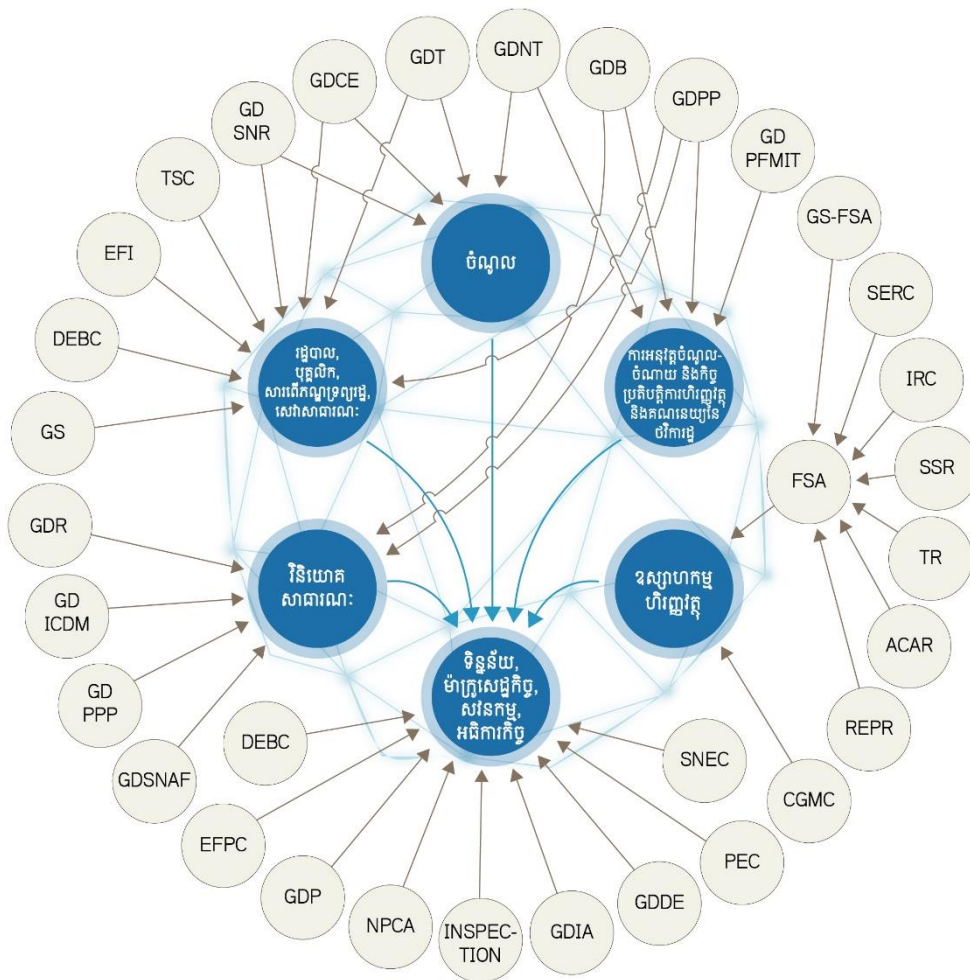 GDNT
GDT
GDB
GDCE
GDPP
GD
SNR
GD
PFMIT
TSC
GS-FSA
EFI
ចំណូល
SERC
DEBC
រដ្ឋបាល,
បុគ្គលិក,
សារពើភណ្ឌទ្រព្យរដ្ឋ,
សេវាសាធារណៈ
ការអនុវត្តចំណូល-
ចំណាយ និងកិច្ច
ប្រតិបត្តិការហិរញ្ញវត្ថុ
និងគណនេយ្យនៃ
ថវិការដ្ឋ
IRC
GS
FSA
SSR
GDR
វិនិយោគ
សាធារណៈ
ឧស្សាហកម្ម
ហិរញ្ញវត្ថុ
TR
GD
ICDM
ACAR
ទិន្នន័យ,
ម៉ាក្រូសេដ្ឋកិច្ច,
សវនកម្ម,
អធិការកិច្ច
GD
PPP
REPR
DEBC
SNEC
GDSNAF
CGMC
EFPC
PEC
GDP
GDDE
NPCA
INSPEC-
TION
GDIA